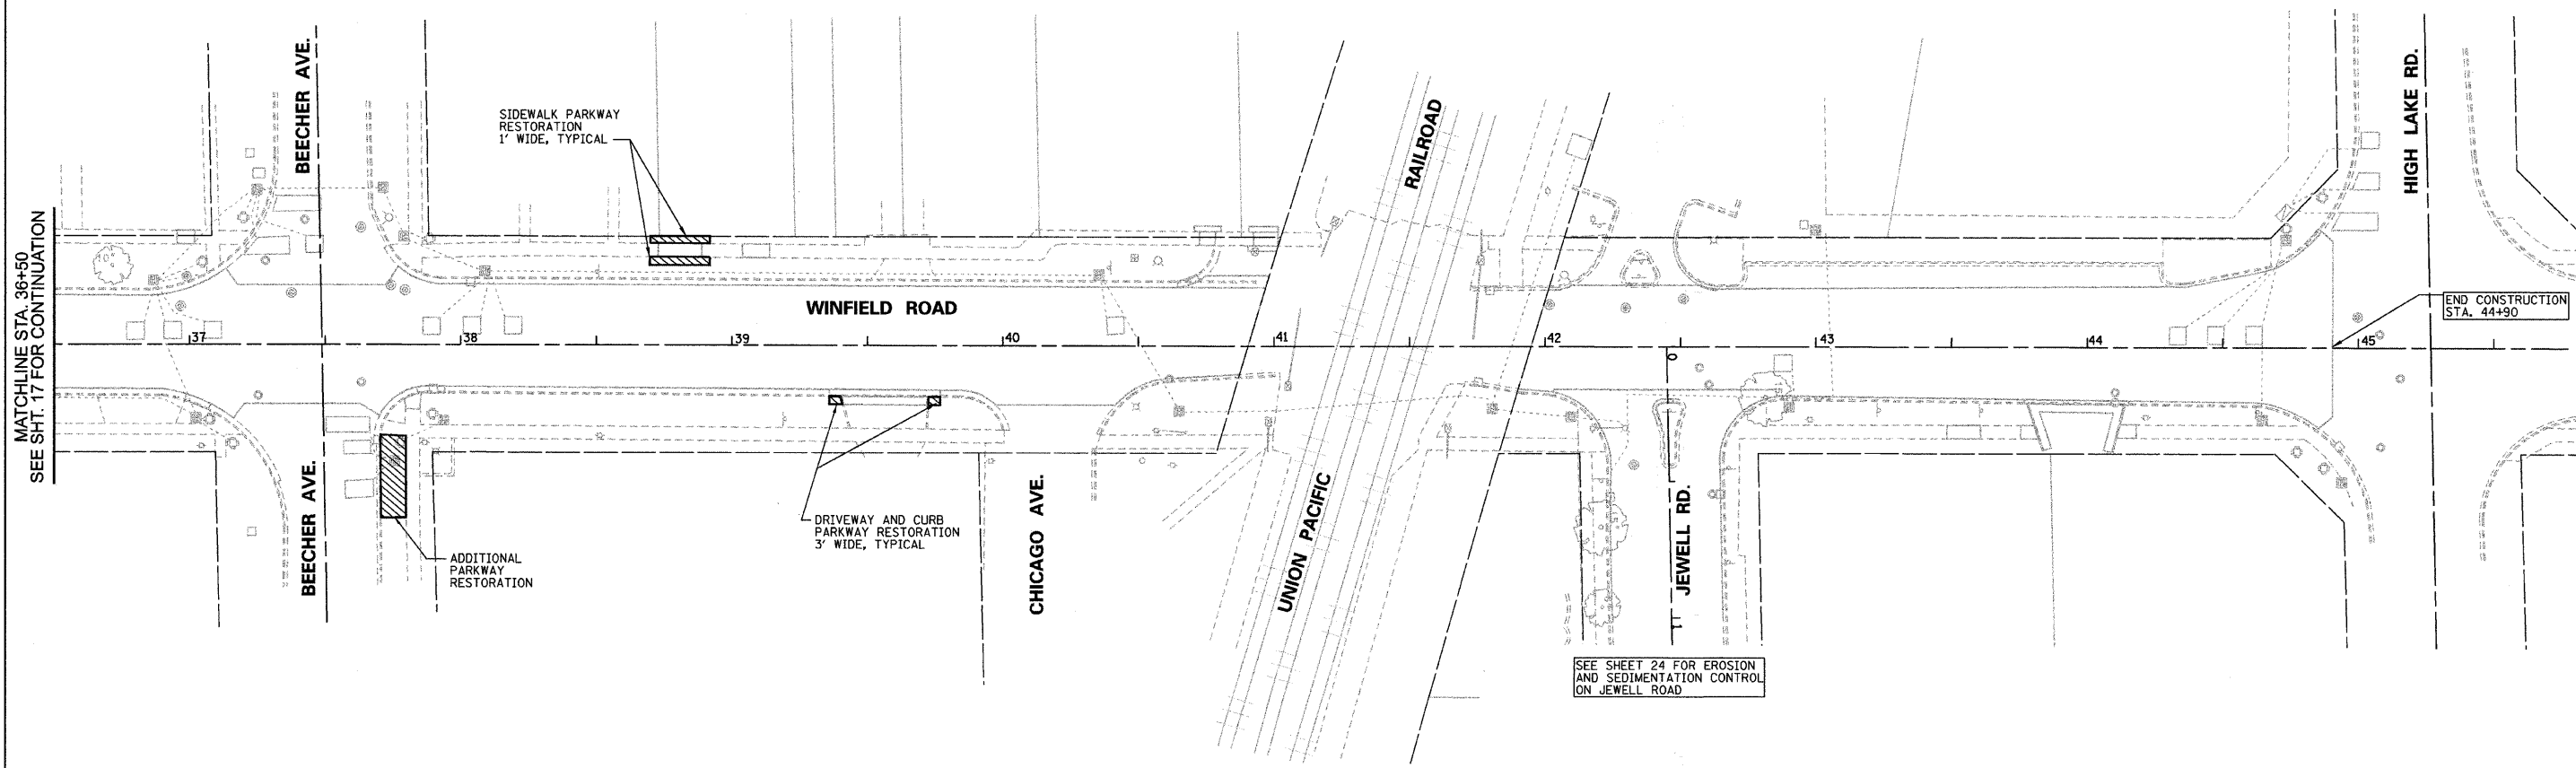 MATCHLINE STA. 36+50
SEE SHT. 17 FOR CONTINUATION
BEECHER AVE.
SIDEWALK PARKWAY
RESTORATION
1' WIDE, TYPICAL
10"
WINFIELD ROAD
RAILROAD
HIGH LAKE RD.
END CONSTRUCTION
STA. 44+90
37
38
39
40
41
42
43
44
45
0
BEECHER AVE.
ADDITIONAL
PARKWAY
RESTORATION
DRIVEWAY AND CURB
PARKWAY RESTORATION
3' WIDE, TYPICAL
CHICAGO AVE.
UNION PACIFIC
JEWELL RD.
1
SEE SHEET 24 FOR EROSION
AND SEDIMENTATION CONTROL
ON JEWELL ROAD